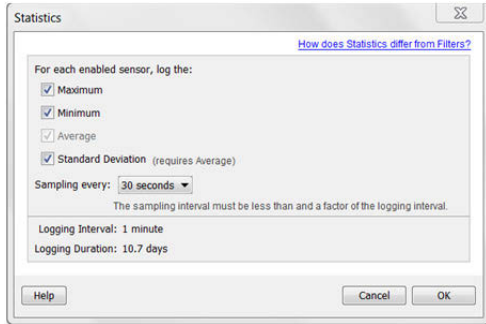 Statistics
How does Statistics differ from Filters?
For each enabled sensor, log the:
Maximum
Minimum
Average
Standard Deviation (requires Average)
Sampling every: 30 seconds
The sampling interval must be less than and a factor of the logging interval.
Logging Interval: 1 minute
Logging Duration: 10.7 days
Help Cancel OK